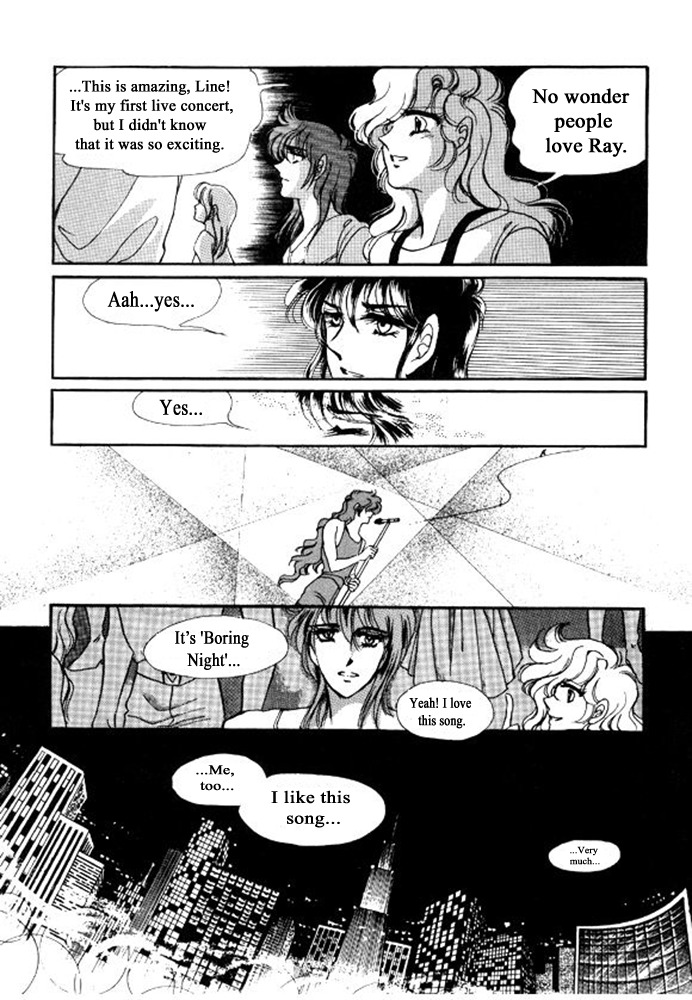 ...This is amazing, Line!
It's my first live concert,
but I didn't know
that it was so exciting.
No wonder
people
love Ray.
Aah...yes...
Yes...
It’s 'Boring
Night'...
Yeah! I love
this song.
...Me,
too...
I like this
song...
...Very
much...